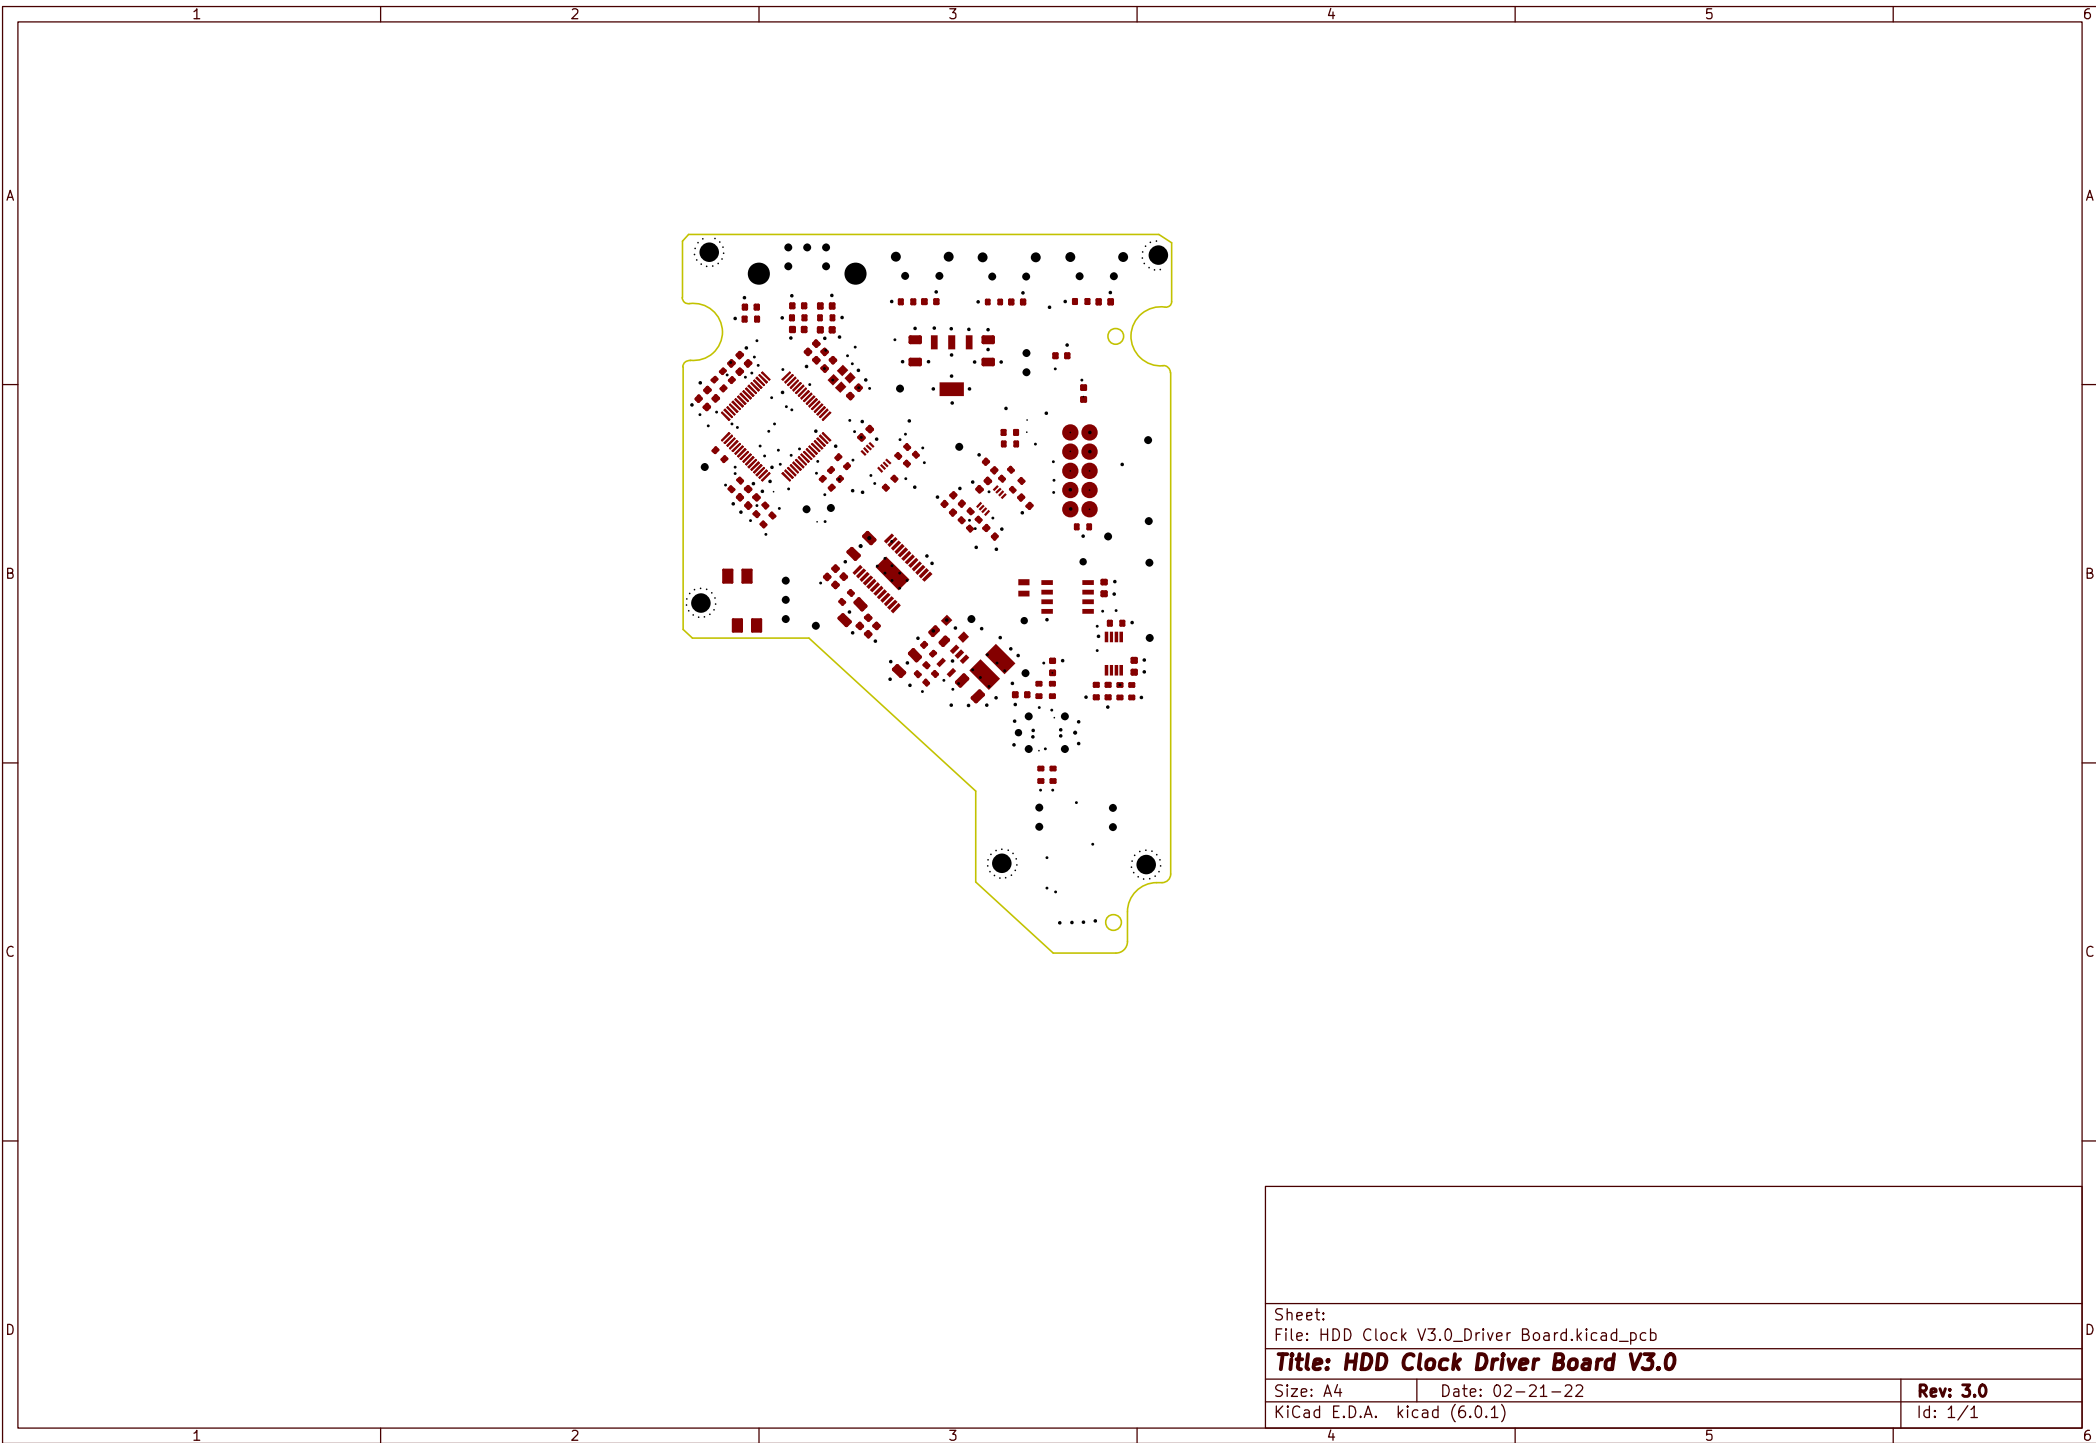 1 2 3 4 5 6
A A
B B
C C
D D
Sheet:
File: HDD Clock V3.0_Driver Board.kicad_pcb
Title: HDD Clock Driver Board V3.0
Size: A4 Date: 02-21-22 Rev: 3.0
KiCad E.D.A. kicad (6.0.1) Id: 1/1
1 2 3 4 5 6